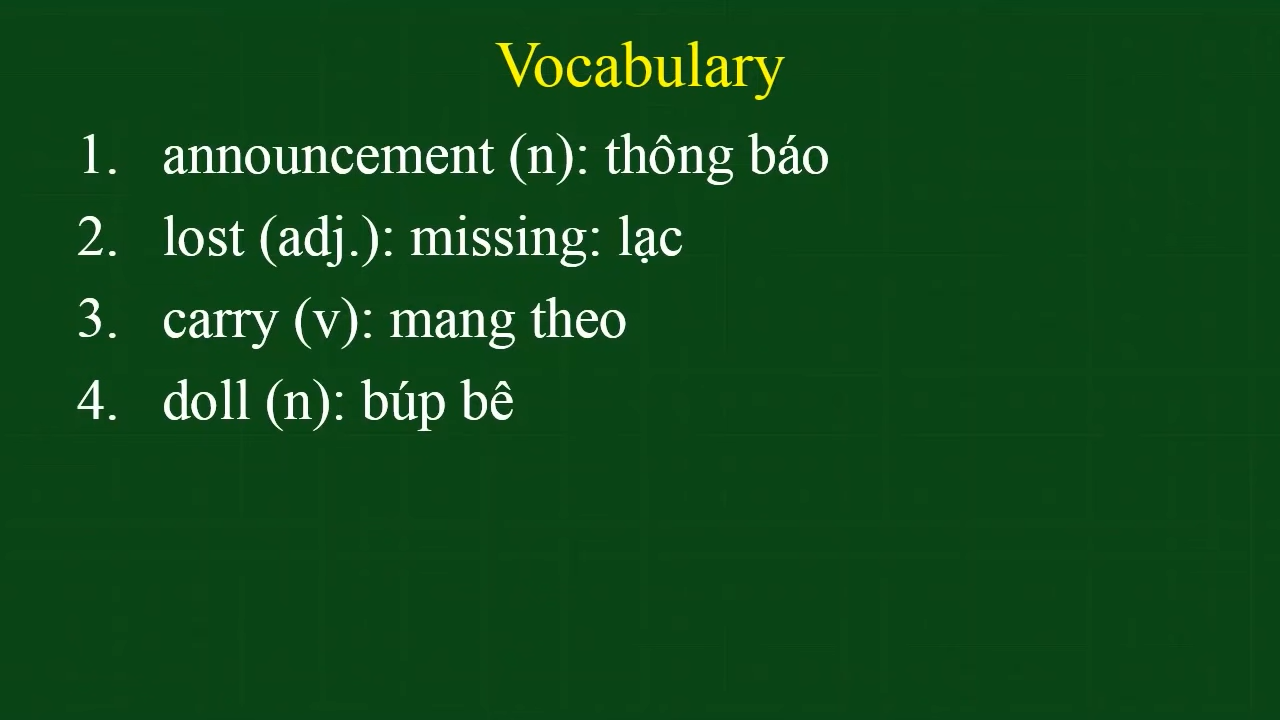 Vocabulary
1. announcement (n): thông báo
2. lost (adj.): missing: lạc
3. carry (v): mang theo
4. doll (n): búp bê